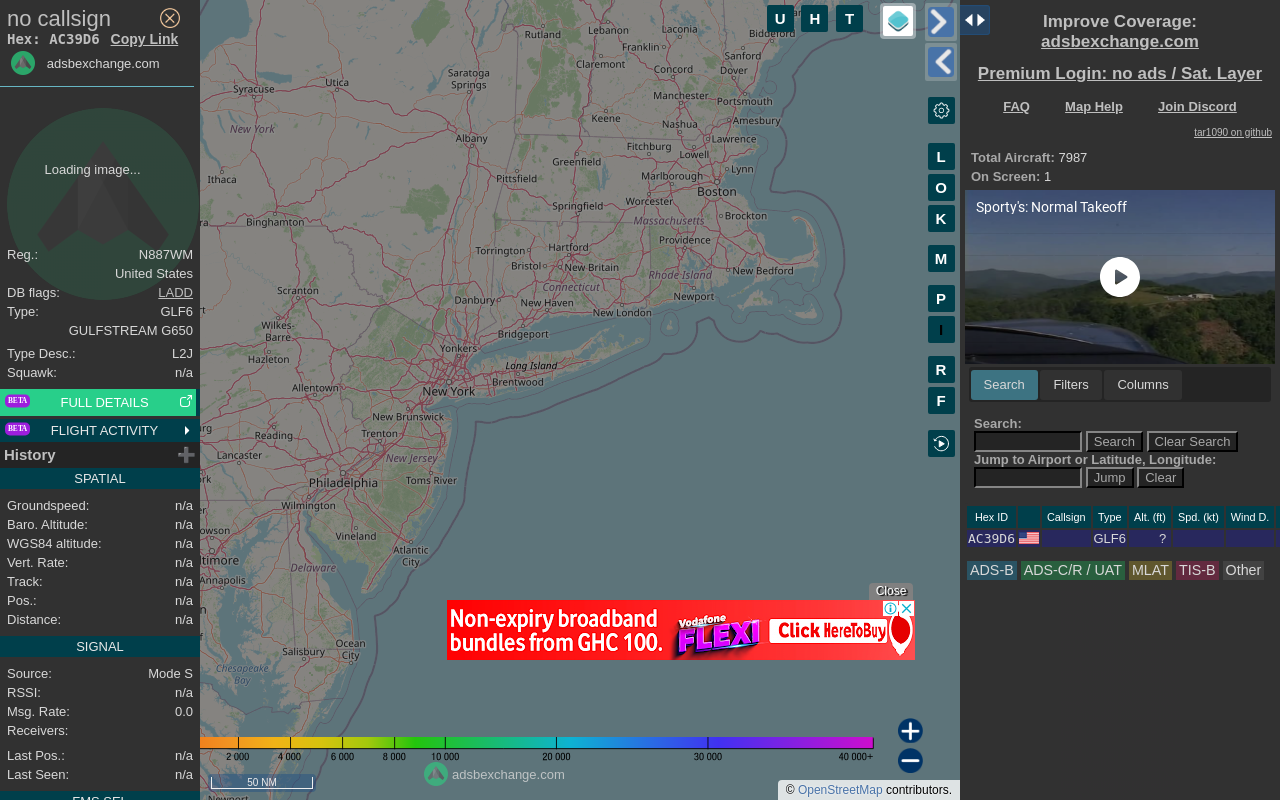 no callsign
Hex: AC39D6 Copy Link
adsbexchange.com
Loading image...
Reg.: N887WM
United States
DB flags: LADD
Type: GLF6
GULFSTREAM G650
Type Desc.: L2J
Squawk: n/a
BETA FULL DETAILS
BETA FLIGHT ACTIVITY
History
SPATIAL
Groundspeed: n/a
Baro. Altitude: n/a
WGS84 altitude: n/a
Vert. Rate: n/a
Track: n/a
Pos.: n/a
Distance: n/a
SIGNAL
Source: Mode S
RSSI: n/a
Msg. Rate: 0.0
Receivers:
Last Pos.: n/a
Last Seen: n/a
U H T
L
O
K
M
P
I
R
F
Rutland
Lebanon
Laconia
Biddeford
Franklin
Claremont
Sanford
Concord
Dover
Saratoga
Springs
Utica
Syracuse
Manchester
Portsmouth
Keene
Nashua
Amesbury
New York
Albany
Lawrence
Fitchburg
Lowell
Greenfield
Lynn
Pittsfield
Marlborough
Ithaca
Boston
Worcester
Springfield
Binghamton
Massachusetts
Brockton
Providence
Torrington
Hartford
Bristol
New Britain
Rhode Island
New Bedford
Connecticut
Scranton
Danbury
New Haven
Newport
New London
Wilkes-
Barre
Bridgeport
Hazleton
Yonkers
Long Island
Brentwood
Allentown
New York
New Brunswick
Reading
Trenton
Lancaster
New Jersey
Philadelphia
Toms River
Wilmington
Vineland
Atlantic
City
Annapolis
Delaware
Ocean
City
Salisbury
Chesapeake
Bay
Newport
Close
Non-expiry broadband
bundles from GHC 100.
Vodafone
FLEXI
Click HereTo Buy
2 000 4 000 6 000 8 000 10 000 20 000 30 000 40 000+
50 NM
adsbexchange.com
© OpenStreetMap contributors.
Improve Coverage:
adsbexchange.com
Premium Login: no ads / Sat. Layer
FAQ Map Help Join Discord
tar1090 on github
Total Aircraft: 7987
On Screen: 1
Sporty's: Normal Takeoff
Search Filters Columns
Search:
Search Clear Search
Jump to Airport or Latitude, Longitude:
Jump Clear
Hex ID Callsign Type Alt. (ft) Spd. (kt) Wind D.
AC39D6 GLF6 ?
ADS-B ADS-C/R / UAT MLAT TIS-B Other